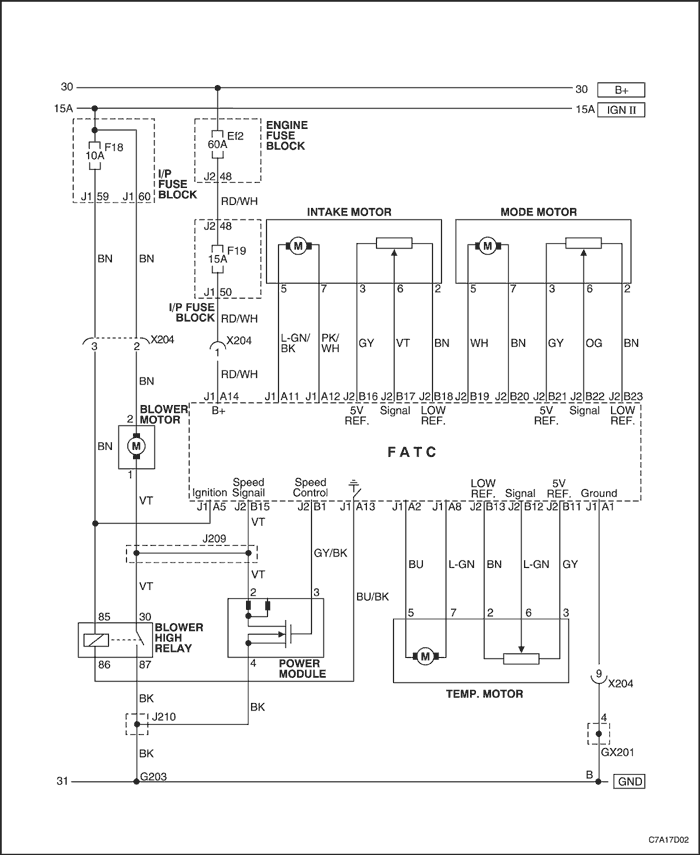 30 30 B+
15A 15A IGN II
F18
10A
Ef2
60A
ENGINE
FUSE
BLOCK
J2 48
I/P
FUSE
BLOCK
J1 59 J1 60
RD/WH
J2 48
F19
15A
J1 50
I/P FUSE
BLOCK
INTAKE MOTOR
M
5 7 3 6 2
MODE MOTOR
M
5 7 3 6 2
BN BN
RD/WH
X204
3 2
X204
1
L-GN/
BK
PK/
WH
GY VT BN
WH BN GY OG BN
BN
RD/WH
J1 A14 J1 A11 J1 A12 J2 B16 J2 B17 J2 B18 J2 B19 J2 B20 J2 B21 J2 B22 J2 B23
B+
5V
REF.
Signal
LOW
REF.
5V
REF.
Signal
LOW
REF.
BLOWER
MOTOR
2
M
1
BN
FATC
Ignition
Speed
Signall
Speed
Control
LOW
REF.
Signal
5V
REF.
Ground
J1 A5 J2 B15 J2 B1 J1 A13 J1 A2 J1 A8 J2 B13 J2 B12 J2 B11 J1 A1
VT
VT
J209
GY/BK
BU L-GN BN L-GN GY
VT
VT
BU/BK
85 30
BLOWER
HIGH
RELAY
86 87
2 3
4
POWER
MODULE
5 7 2 6 3
M
TEMP. MOTOR
9
X204
BK
BK
J210
4
GX201
BK
31
G203
B GND
C7A17D02